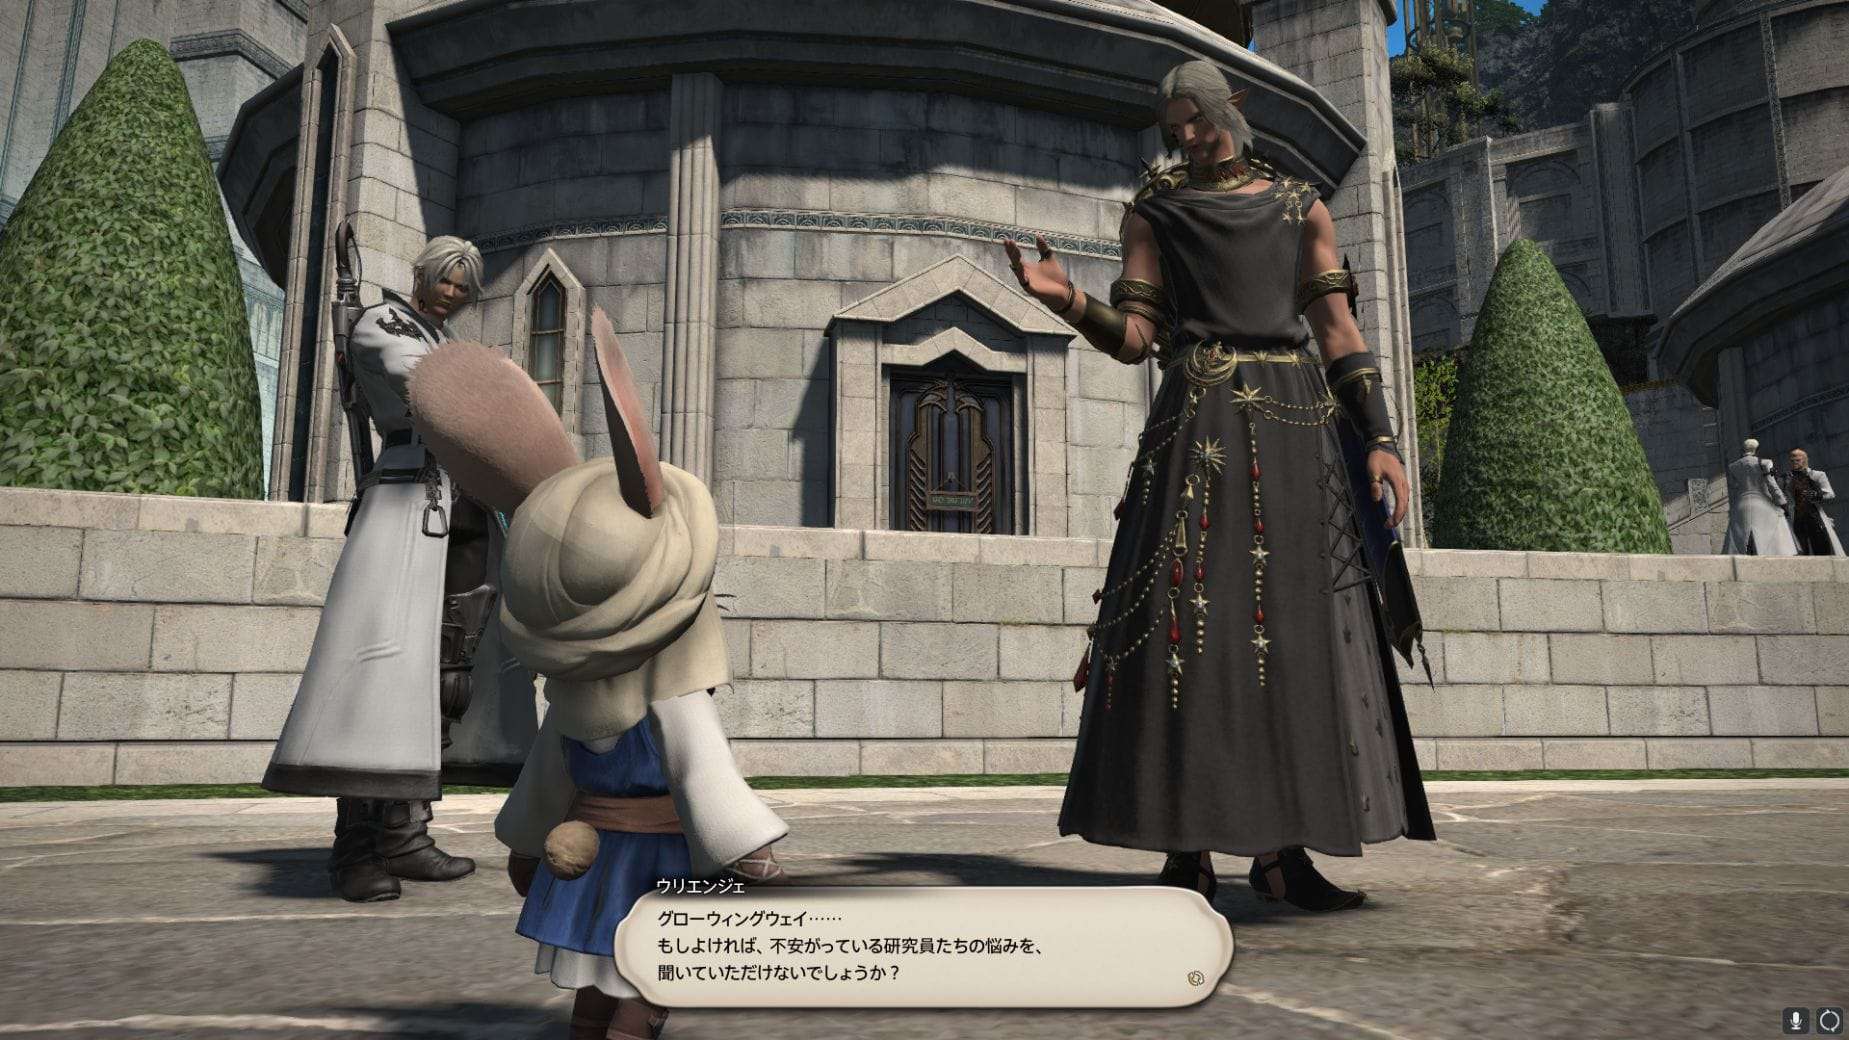 ウリエンジェ
グローウィングウェイ……
もしよければ、不安がっている研究員たちの悩みを、
聞いていただけないでしょうか？